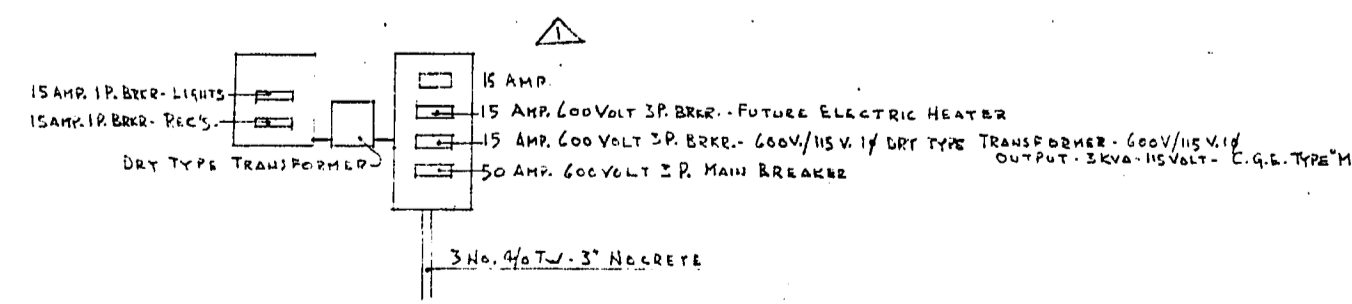 1
15 AMP.
15 AMP. 1P. BRKR- LIGHTS
15 AMP. 1P. BRKR- REC'S.
15 AMP. 600 VOLT 3P. BRKR.- FUTURE ELECTRIC HEATER
15 AMP. 600 VOLT 3P. BRKR.- 600V./115 V. 1ϕ DRY TYPE TRANSFORMER - 600V/115 V. 1ϕ
OUTPUT - 3 KVA - 115 VOLT - C.G.E. TYPE "M
DRY TYPE TRANSFORMER
50 AMP. 600 VOLT 3 P. MAIN BREAKER
3 NO. 4/0 TW - 3" NOCRETE